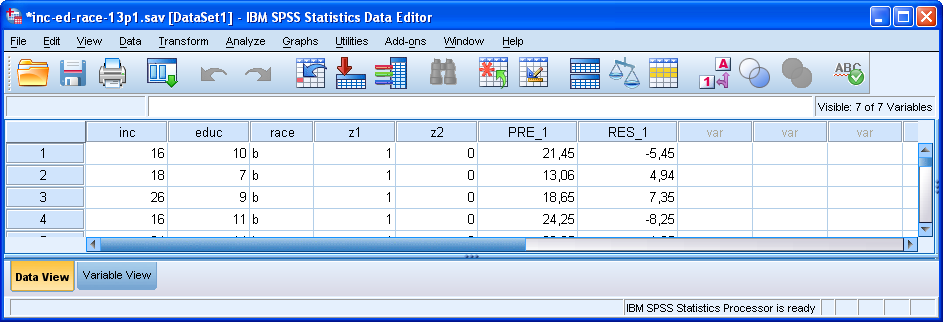 *inc-ed-race-13p1.sav [DataSet1] - IBM SPSS Statistics Data Editor
File Edit View Data Transform Analyze Graphs Utilities Add-ons Window Help
1 A ABC
Visible: 7 of 7 Variables
inc educ race z1 z2 PRE_1 RES_1 var var var
1 16 10 b 1 0 21,45 -5,45
2 18 7 b 1 0 13,06 4,94
3 26 9 b 1 0 18,65 7,35
4 16 11 b 1 0 24,25 -8,25
Data View Variable View
IBM SPSS Statistics Processor is ready